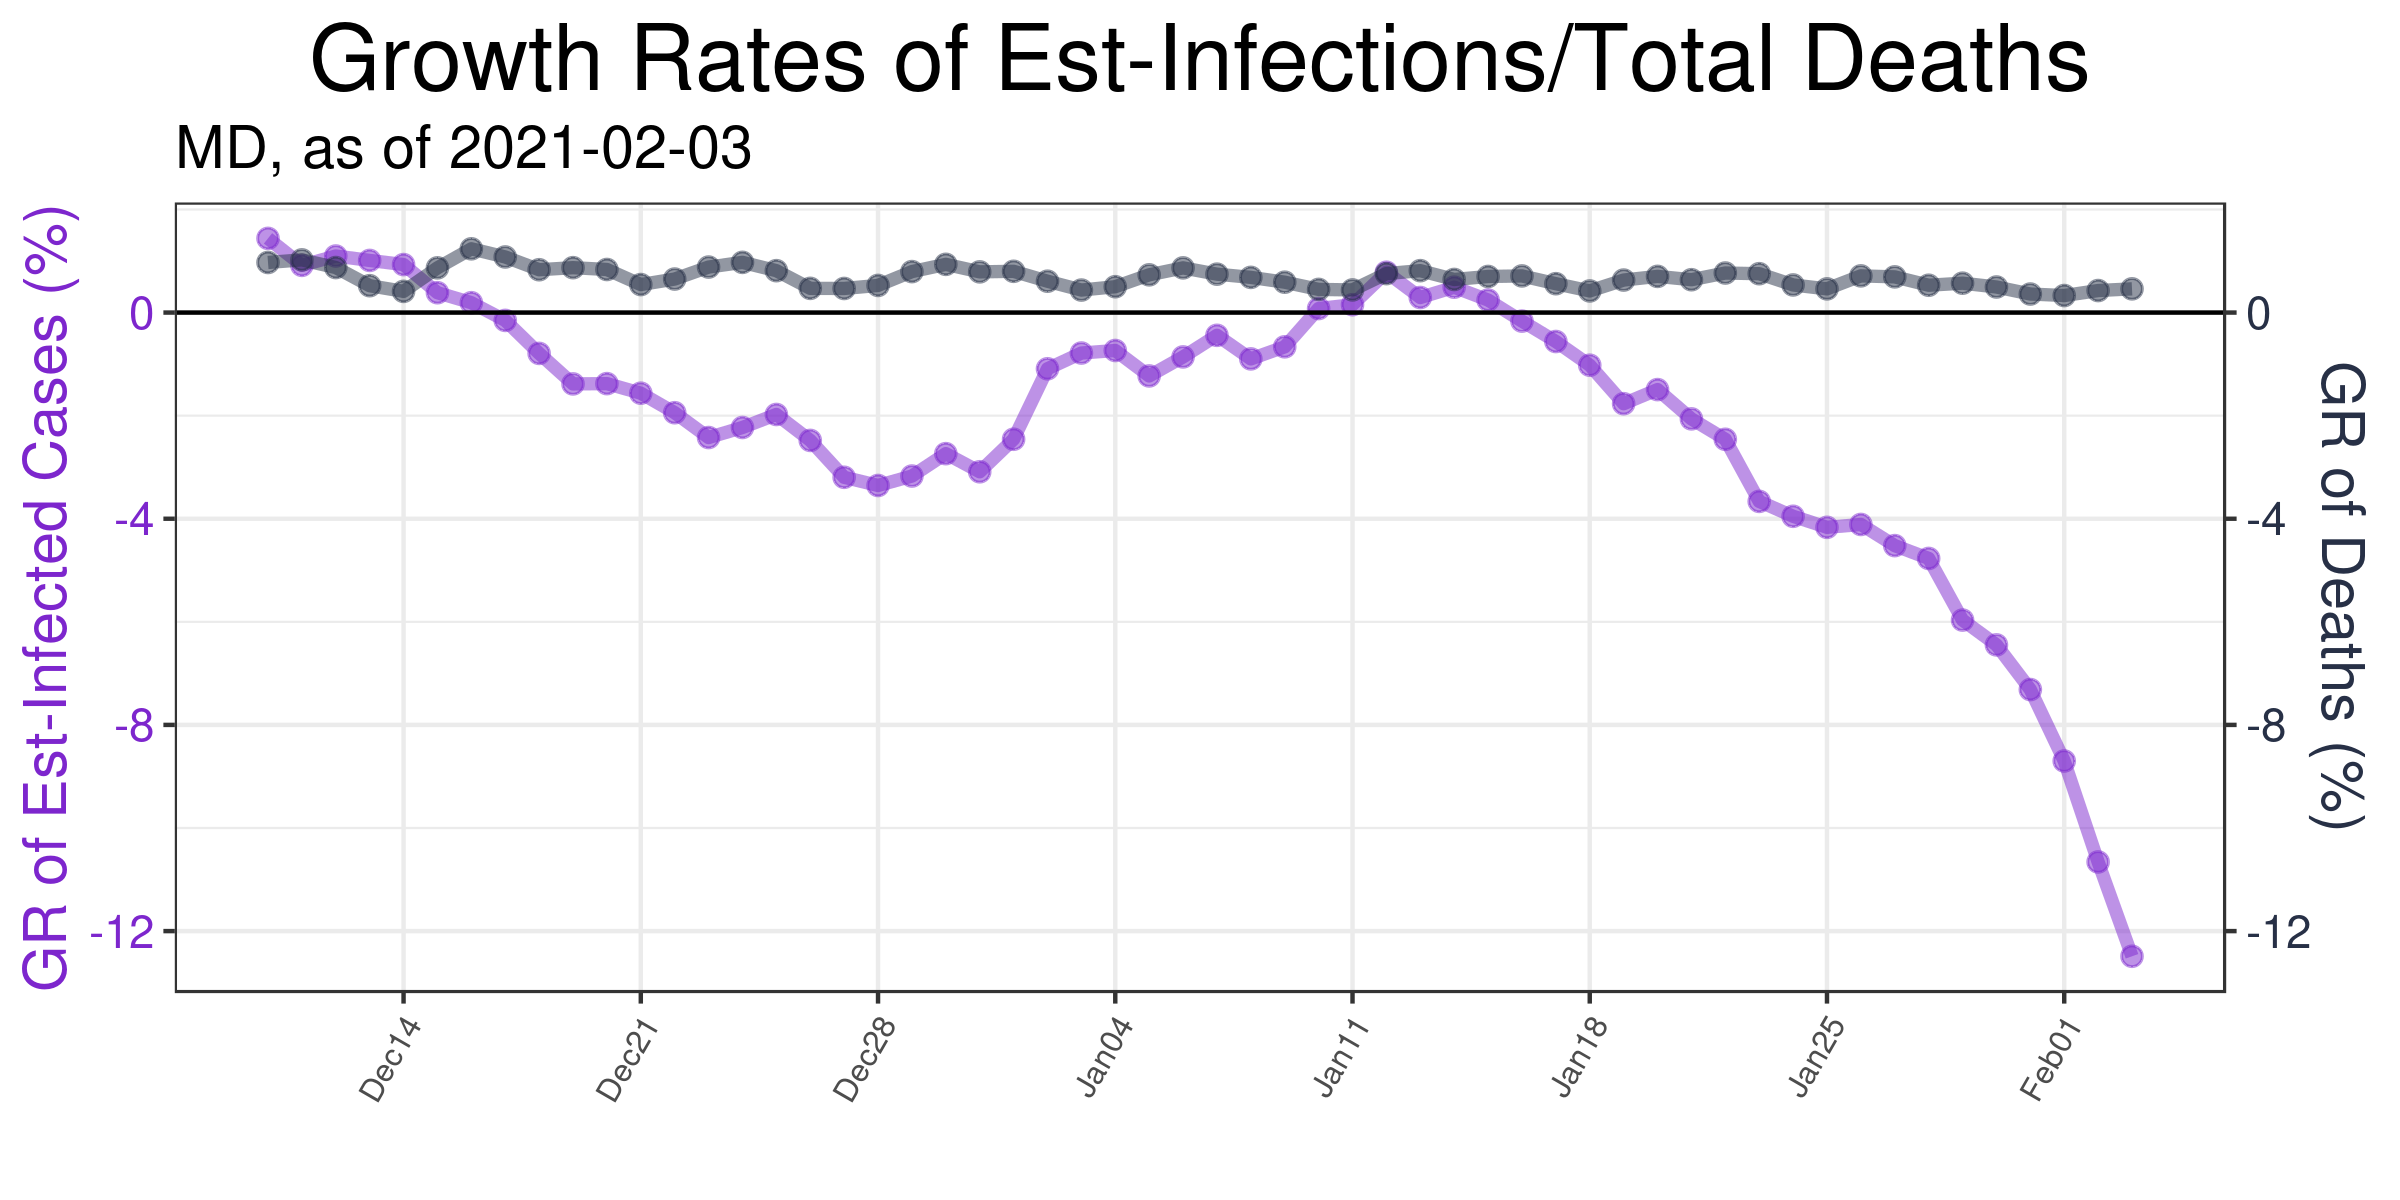 Growth Rates of Est-Infections/Total Deaths
MD, as of 2021-02-03
GR of Est-Infected Cases (%)
0
-4
-8
-12
0
-4
-8
-12
GR of Deaths (%)
Dec14
Dec21
Dec28
Jan04
Jan11
Jan18
Jan25
Feb01